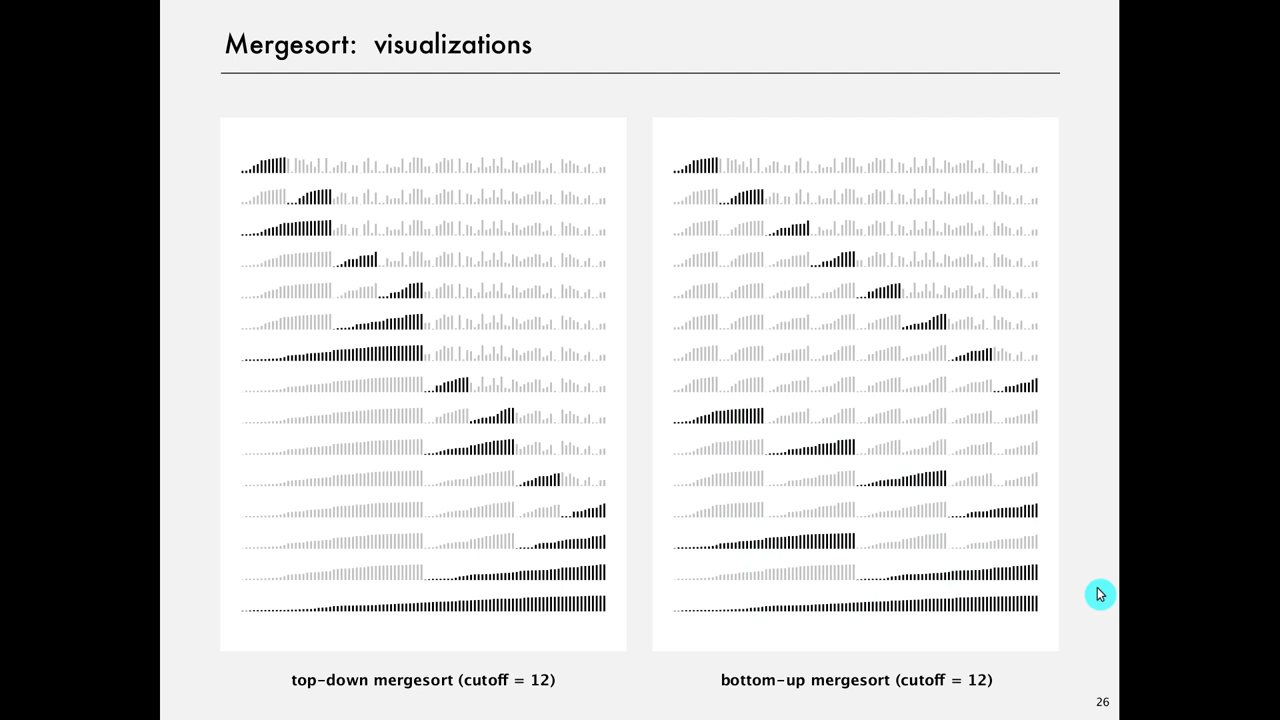 Mergesort: visualizations
top-down mergesort (cutoff = 12)
bottom-up mergesort (cutoff = 12)
26